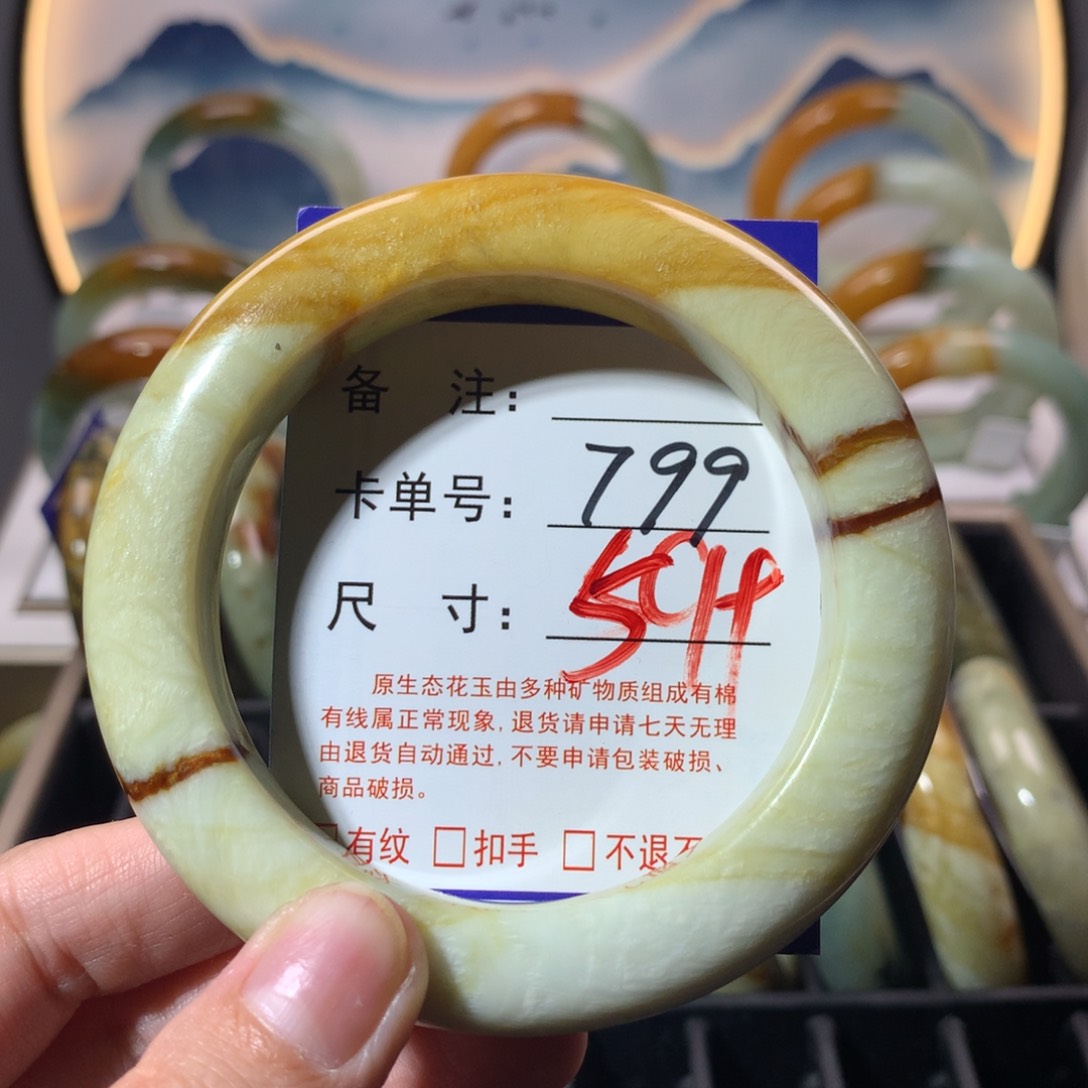 备 注：
卡单号： 799
尺 寸：
原生态花玉由多种矿物质组成有棉
有线属正常现象，退货请申请七天无理
由退货自动通过，不要申请包装破损、
商品破损。
□有纹 □扣手 □不退